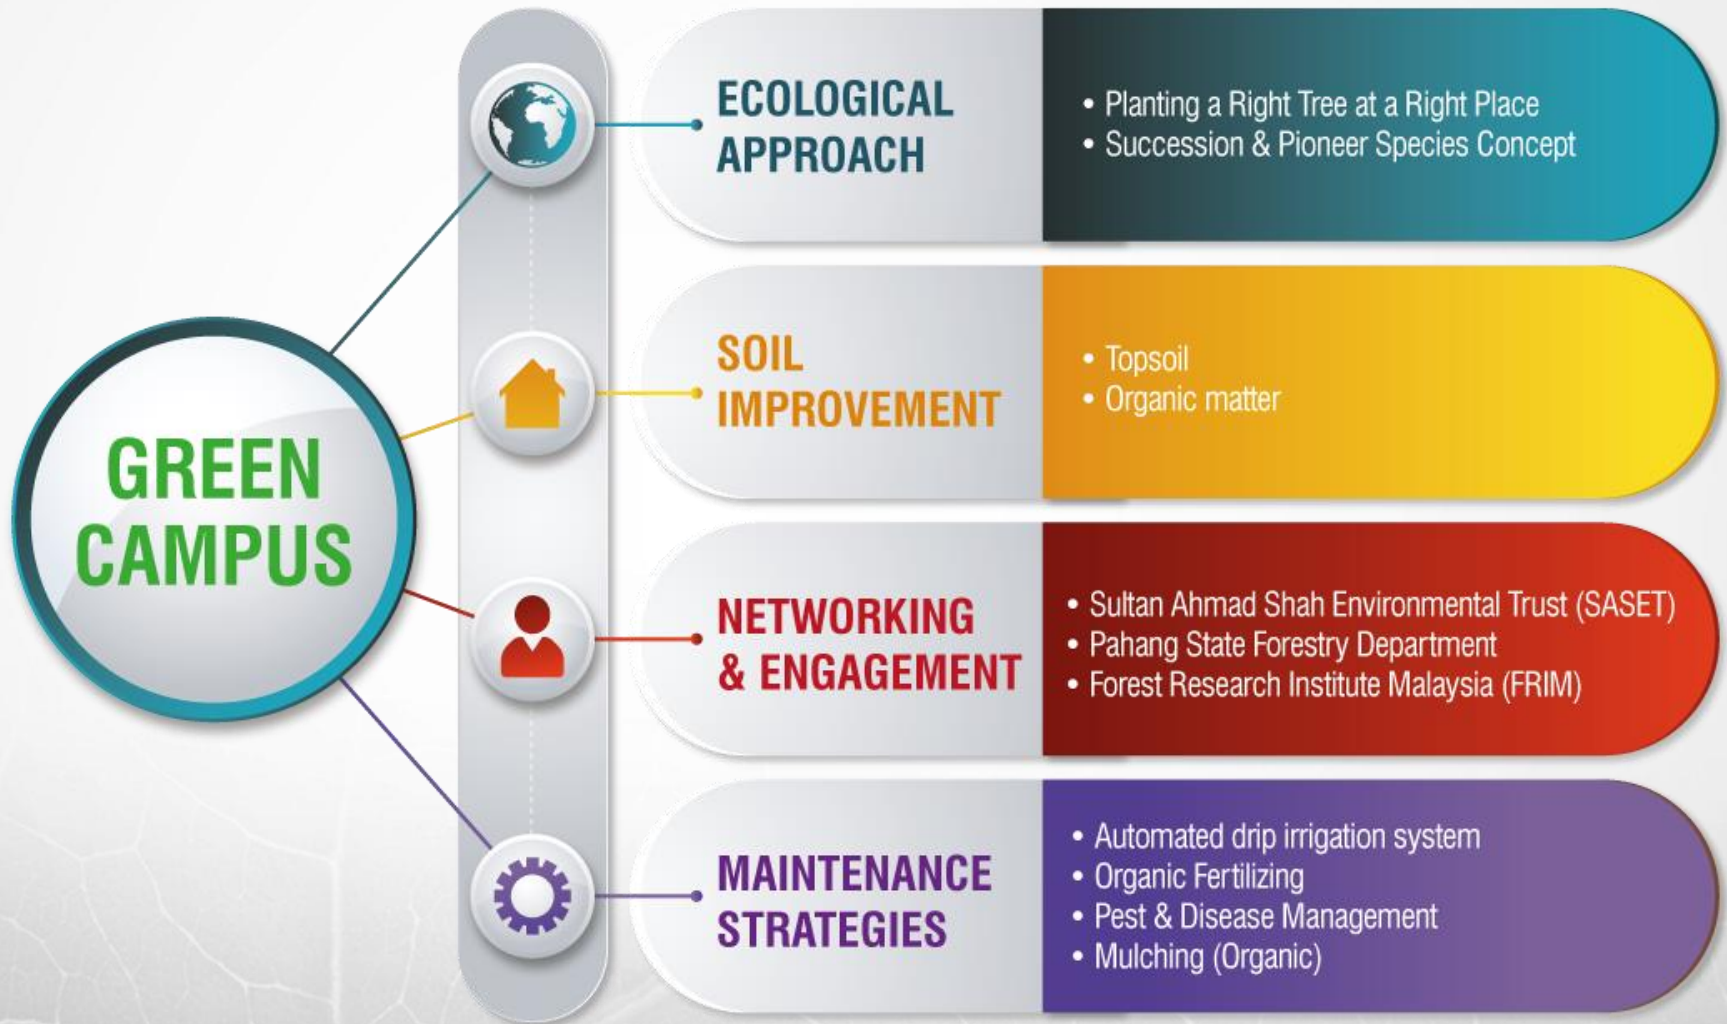 GREEN
CAMPUS
ECOLOGICAL
APPROACH
• Planting a Right Tree at a Right Place
• Succession & Pioneer Species Concept
SOIL
IMPROVEMENT
• Topsoil
• Organic matter
NETWORKING
& ENGAGEMENT
• Sultan Ahmad Shah Environmental Trust (SASET)
• Pahang State Forestry Department
• Forest Research Institute Malaysia (FRIM)
MAINTENANCE
STRATEGIES
• Automated drip irrigation system
• Organic Fertilizing
• Pest & Disease Management
• Mulching (Organic)